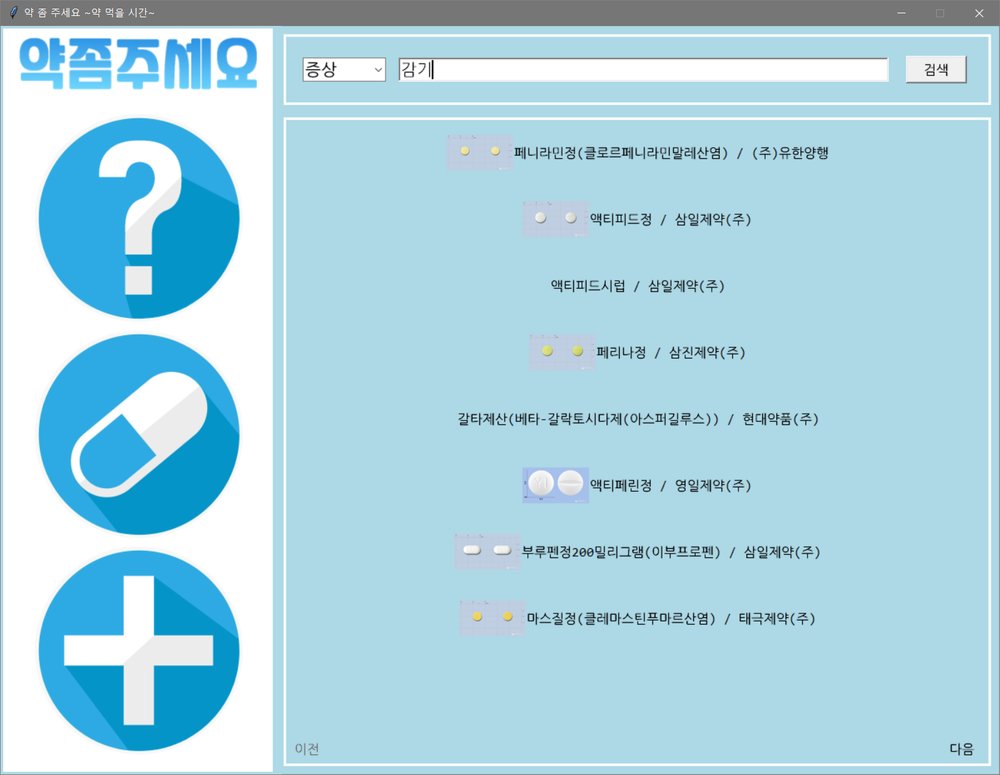 약 좀 주세요 ~약 먹을 시간~
약좀주세요
증상 감기 검색
페니라민정(클로르페니라민말레산염) / (주)유한양행
액티피드정 / 삼일제약(주)
액티피드시럽 / 삼일제약(주)
페리나정 / 삼진제약(주)
갈타제산(베타-갈락토시다제(아스퍼길루스)) / 현대약품(주)
YI 액티페린정 / 영일제약(주)
부루펜정200밀리그램(이부프로펜) / 삼일제약(주)
마스질정(클레마스틴푸마르산염) / 태극제약(주)
이전 다음